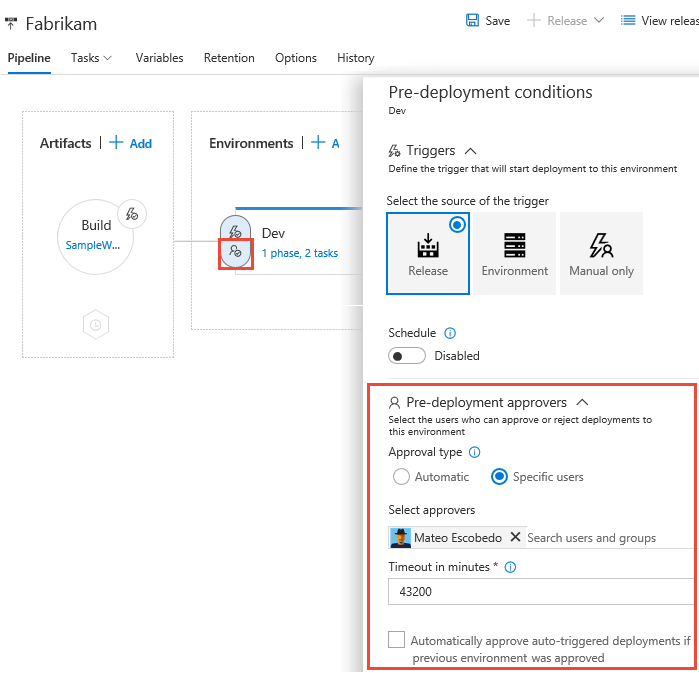 Fabrikam
Save
Release
View releas
Pipeline
Tasks
Variables
Retention
Options
History
Artifacts | + Add
Environments | + A
Build
SampleW...
Dev
1 phase, 2 tasks
Pre-deployment conditions
Dev
Triggers
Define the trigger that will start deployment to this environment
Select the source of the trigger
Release
Environment
Manual only
Schedule
Disabled
Pre-deployment approvers
Select the users who can approve or reject deployments to
this environment
Approval type
Automatic
Specific users
Select approvers
Mateo Escobedo
Search users and groups
Timeout in minutes *
43200
Automatically approve auto-triggered deployments if
previous environment was approved